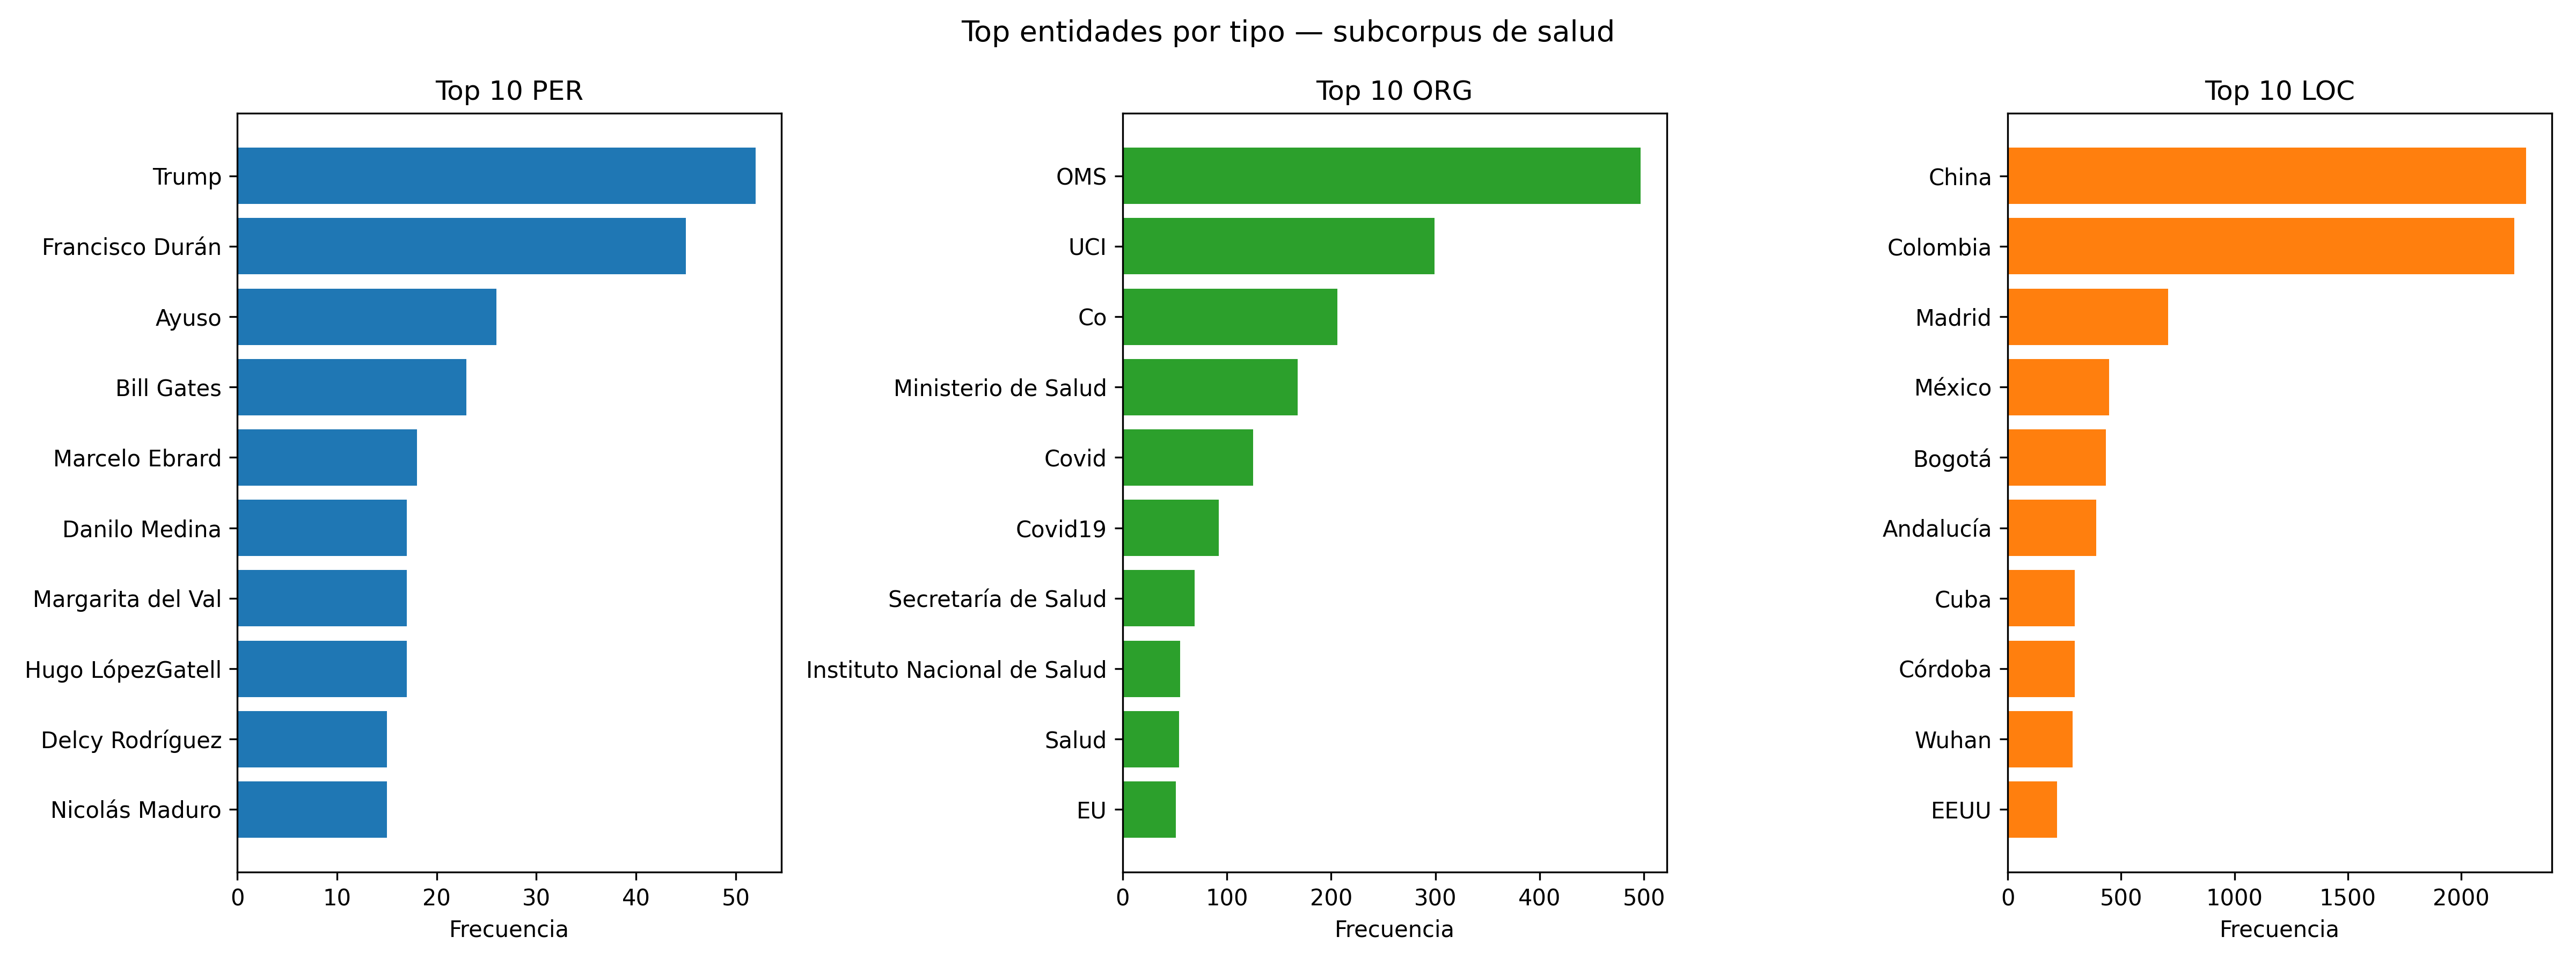 Top entidades por tipo — subcorpus de salud
Top 10 PER
Trump
Francisco Durán
Ayuso
Bill Gates
Marcelo Ebrard
Danilo Medina
Margarita del Val
Hugo LópezGatell
Delcy Rodríguez
Nicolás Maduro
0 10 20 30 40 50
Frecuencia
Top 10 ORG
OMS
UCI
Co
Ministerio de Salud
Covid
Covid19
Secretaría de Salud
Instituto Nacional de Salud
Salud
EU
0 100 200 300 400 500
Frecuencia
Top 10 LOC
China
Colombia
Madrid
México
Bogotá
Andalucía
Cuba
Córdoba
Wuhan
EEUU
0 500 1000 1500 2000
Frecuencia